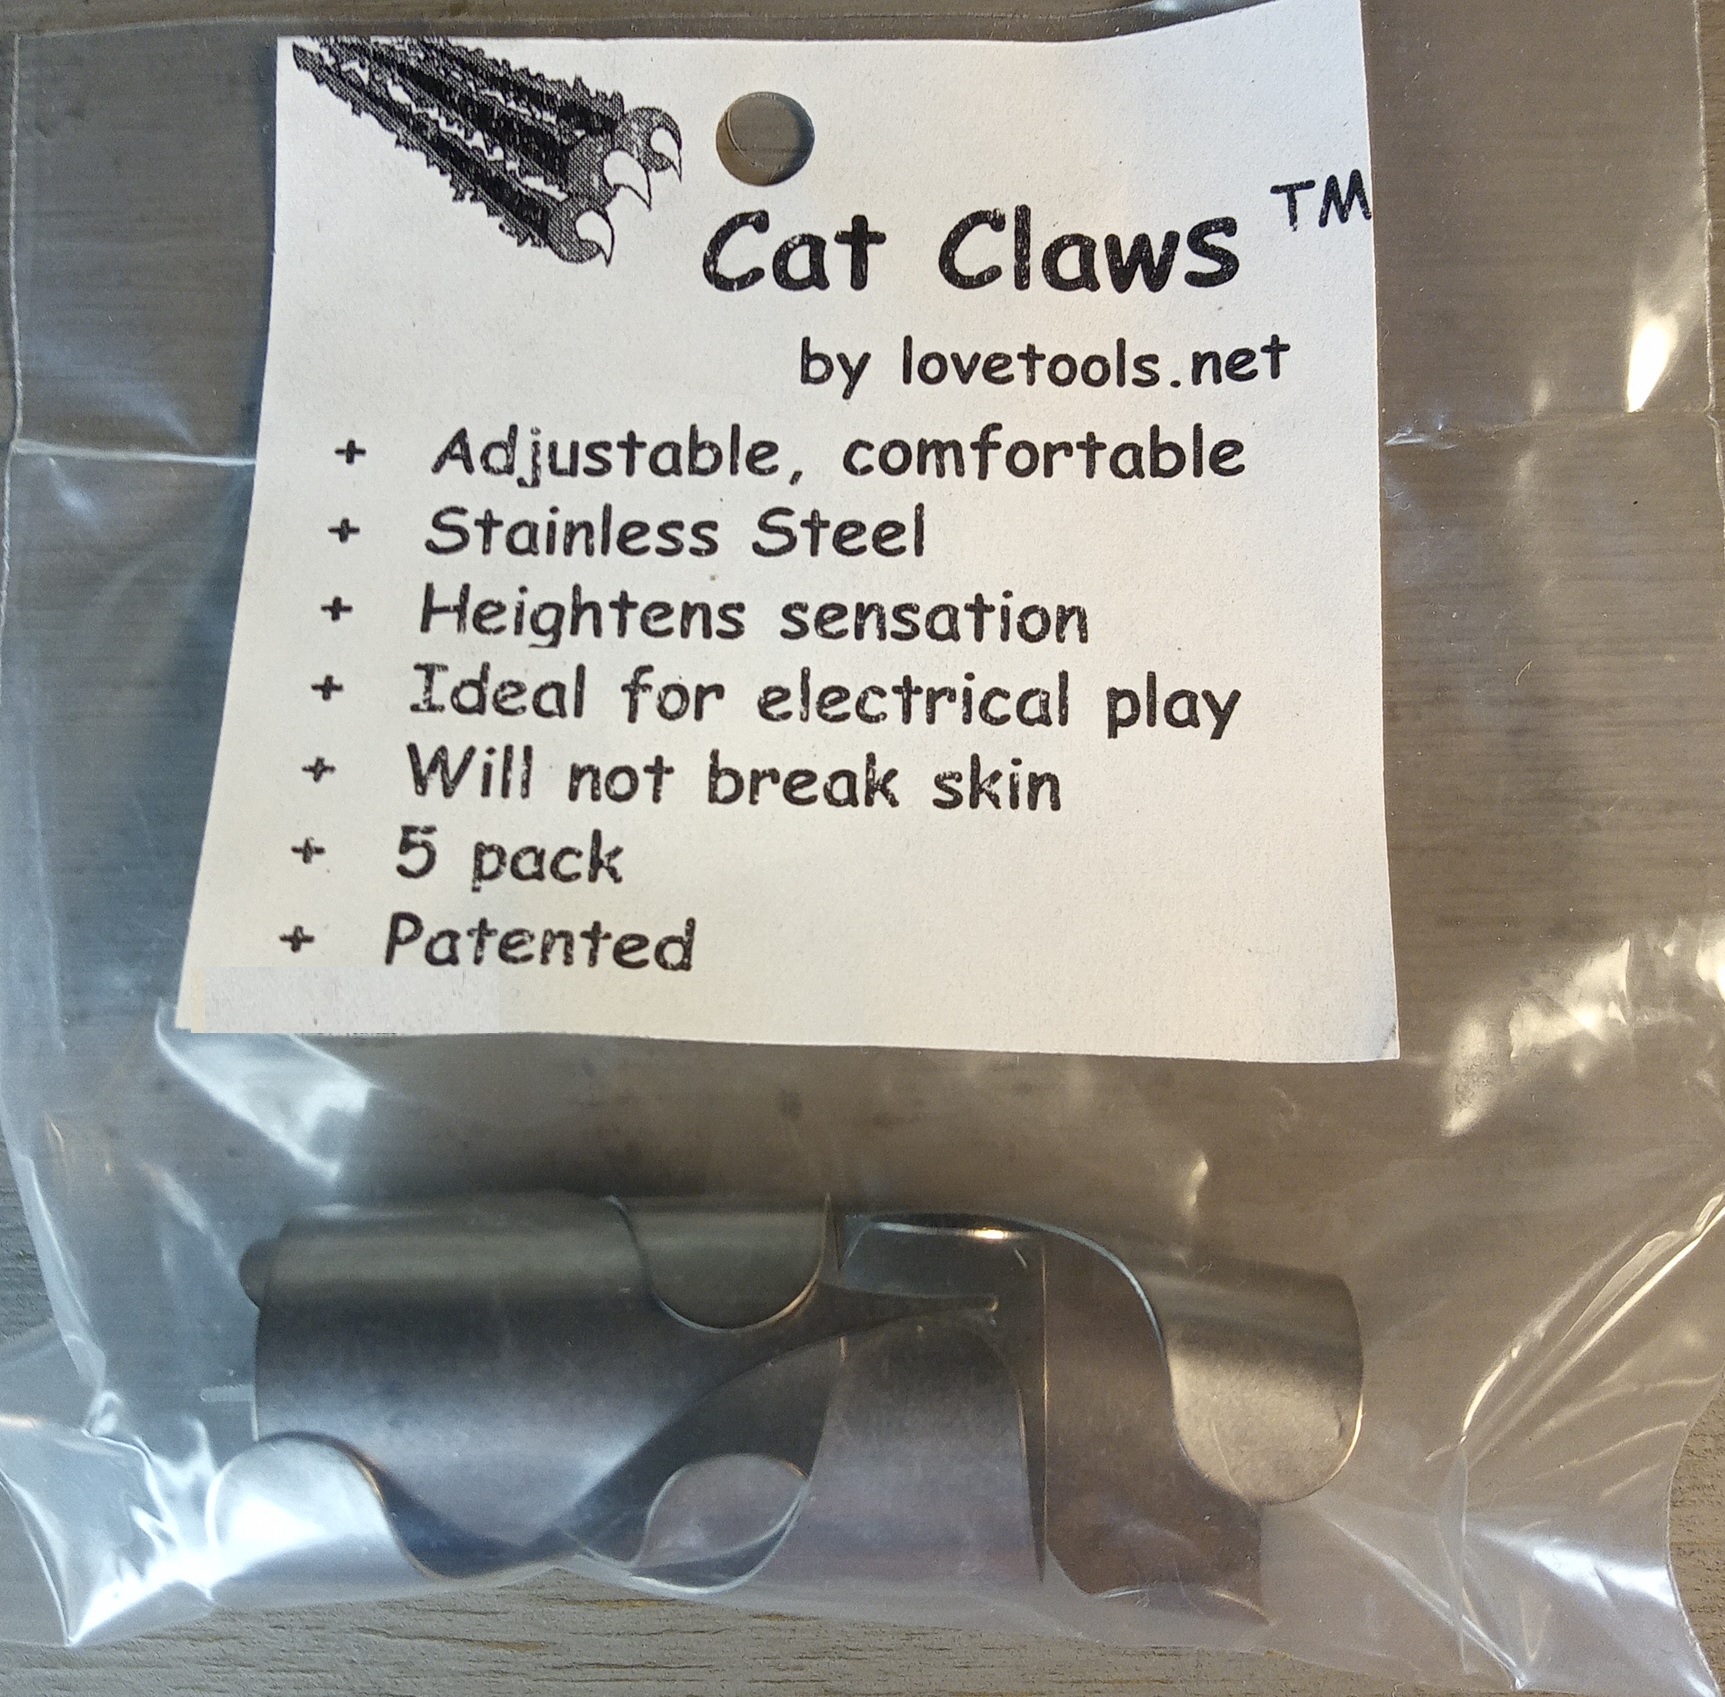 Cat Claws ™
by lovetools.net
+ Adjustable, comfortable
+ Stainless Steel
+ Heightens sensation
+ Ideal for electrical play
+ Will not break skin
+ 5 pack
+ Patented